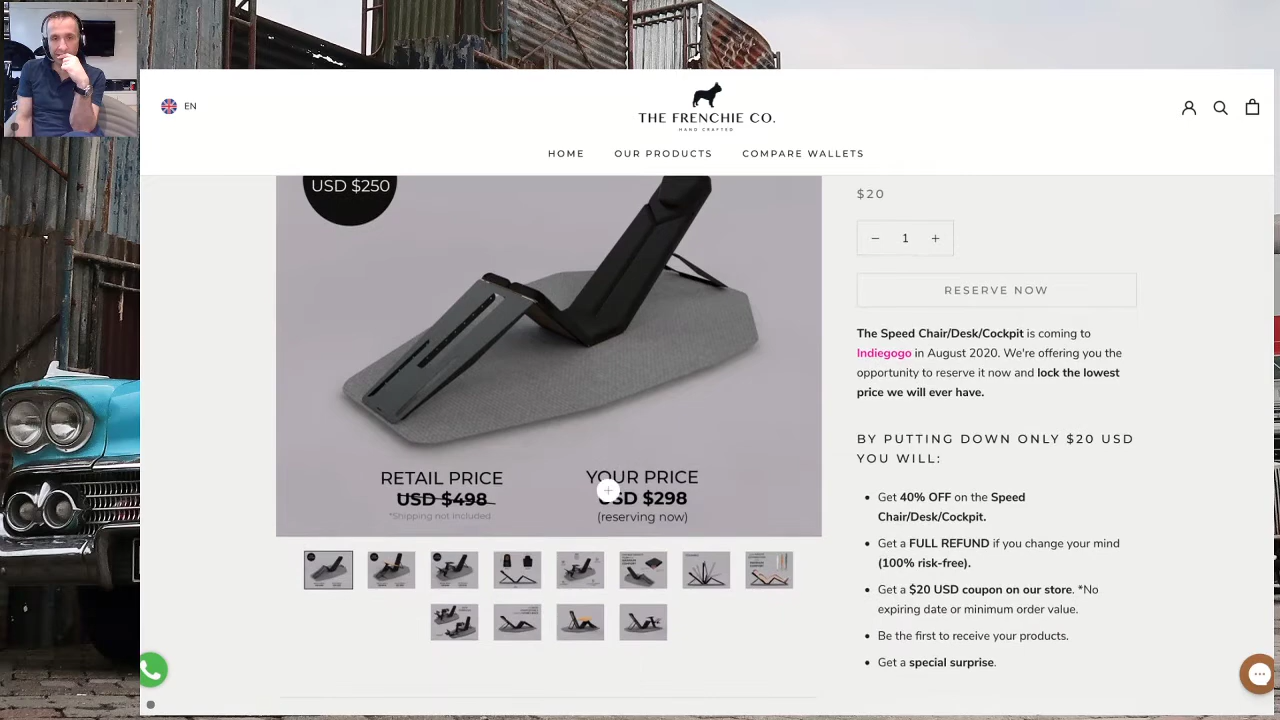 EN
THE FRENCHIE CO.
HAND CRAFTED
HOME OUR PRODUCTS COMPARE WALLETS
USD $250
RETAIL PRICE
USD $498
*Shipping not included
YOUR PRICE
USD $298
(reserving now)
$20
− 1 +
RESERVE NOW
The Speed Chair/Desk/Cockpit is coming to
Indiegogo in August 2020. We're offering you the
opportunity to reserve it now and lock the lowest
price we will ever have.
BY PUTTING DOWN ONLY $20 USD
YOU WILL:
• Get 40% OFF on the Speed
Chair/Desk/Cockpit.
• Get a FULL REFUND if you change your mind
(100% risk-free).
• Get a $20 USD coupon on our store. *No
expiring date or minimum order value.
• Be the first to receive your products.
• Get a special surprise.